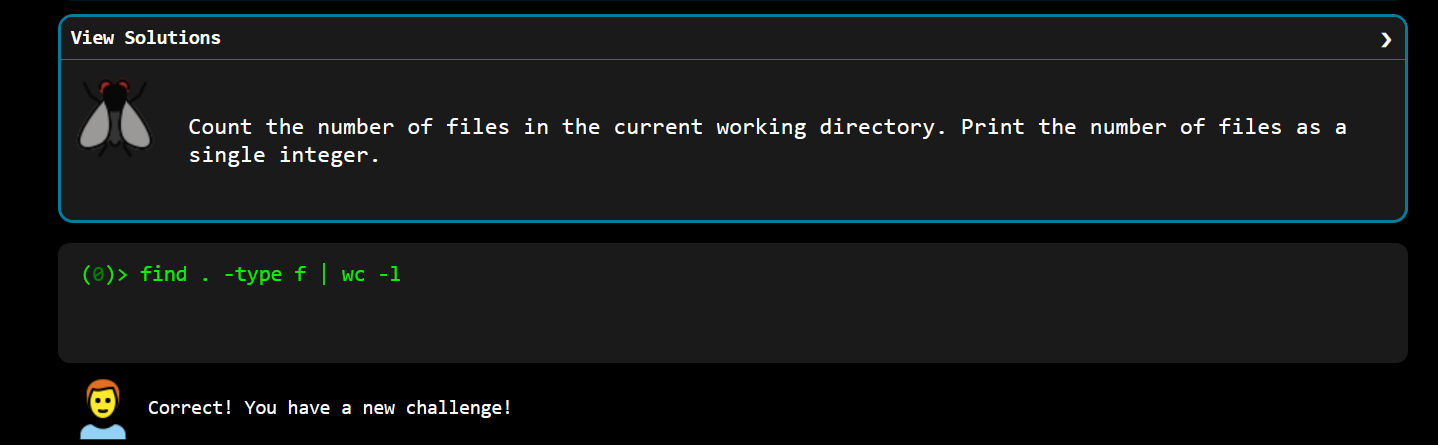 View Solutions ❯
Count the number of files in the current working directory. Print the number of files as a
single integer.
(0)> find . -type f | wc -l
Correct! You have a new challenge!